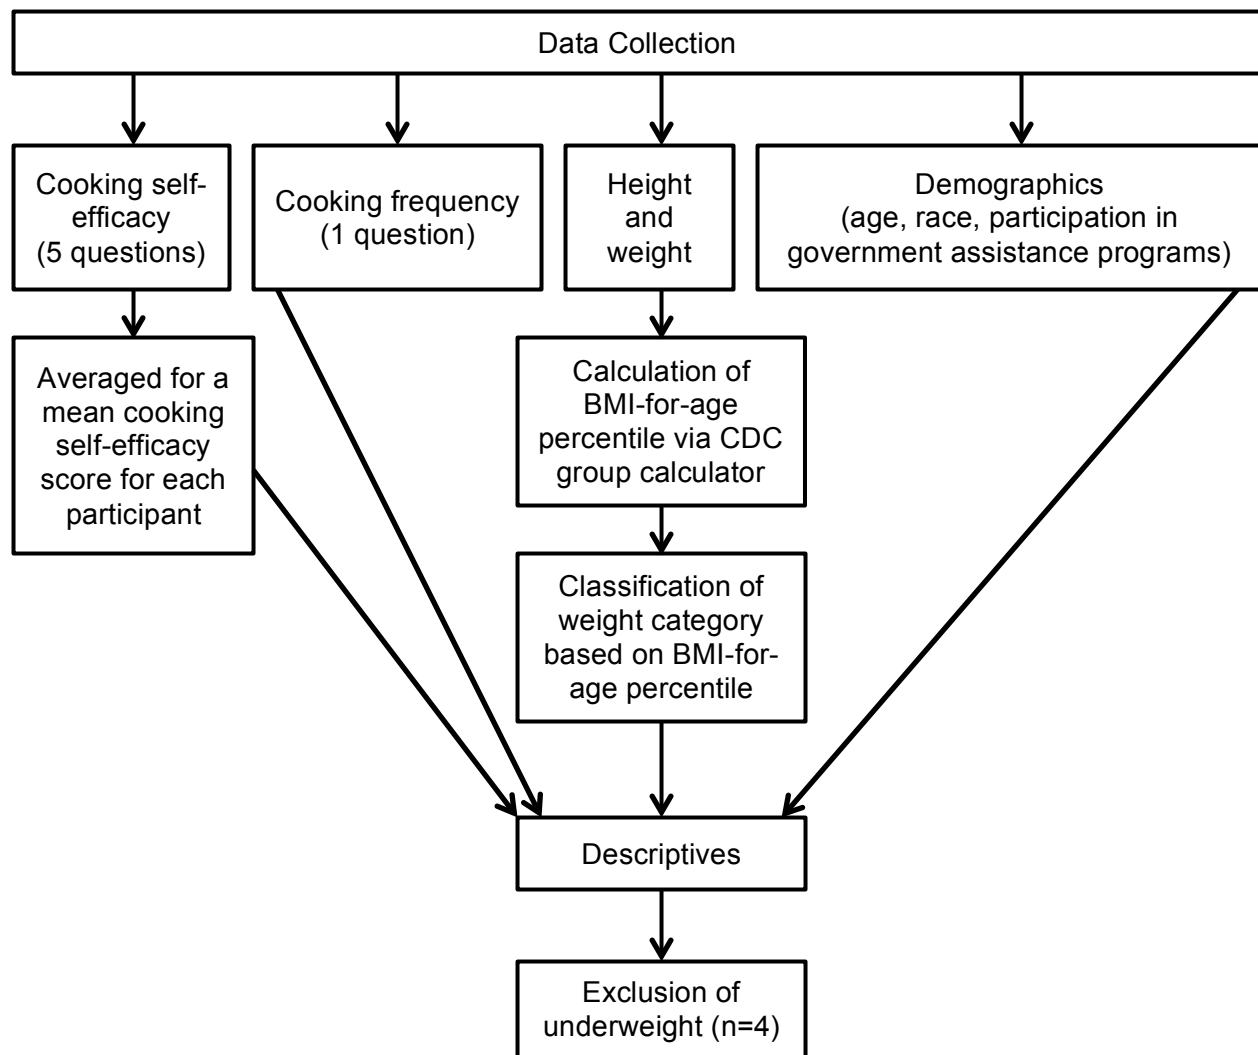 Data Collection
Cooking self-
efficacy
(5 questions)
Cooking frequency
(1 question)
Height
and
weight
Demographics
(age, race, participation in
government assistance programs)
Averaged for a
mean cooking
self-efficacy
score for each
participant
Calculation of
BMI-for-age
percentile via CDC
group calculator
Classification of
weight category
based on BMI-for-
age percentile
Descriptives
Exclusion of
underweight (n=4)